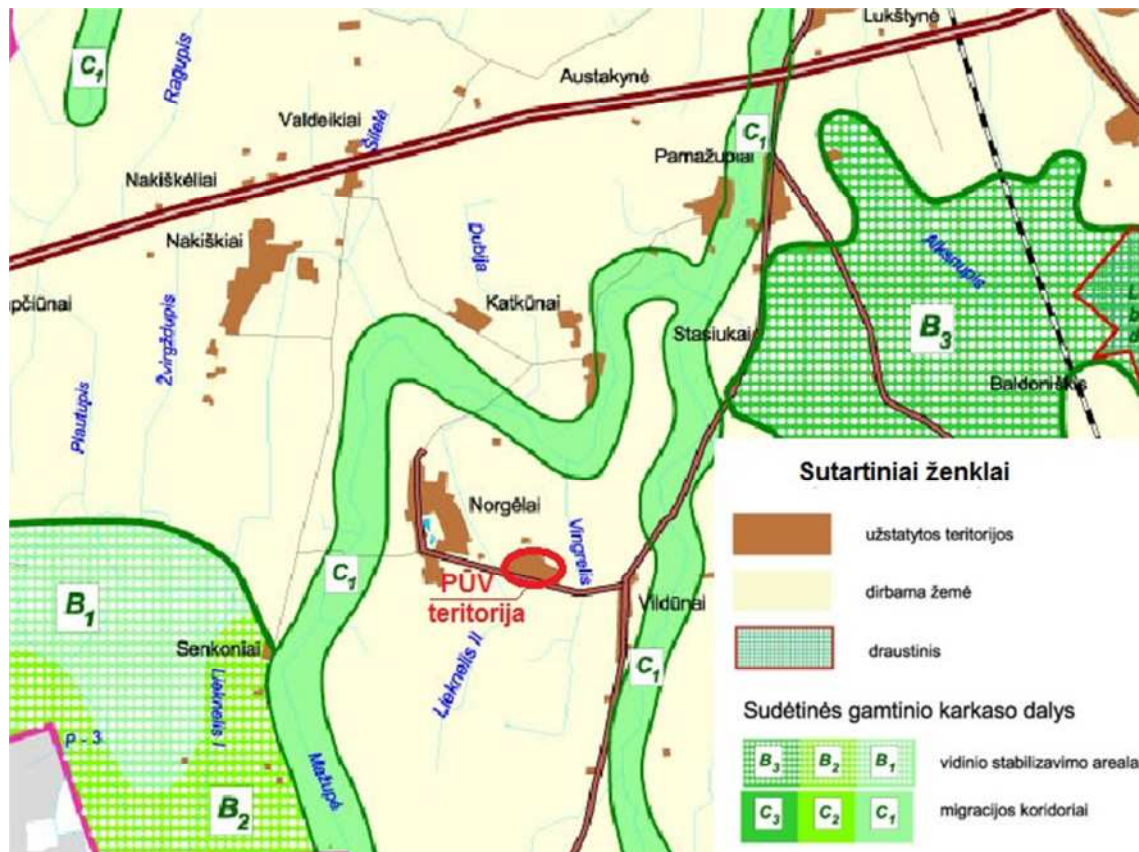 Lukštynė
C₁
Ragupis
Austakynė
Valdeikiai
Šilelė
C₁
Pamažupiai
Nakiškėliai
Dubija
Nakiškiai
Alksnupis
pčiūnai
Katkūnai
B₃
Žvirgždupis
Stasiukai
Baldoniškis
Plautupis
Norgėlai
Vingrelis
C₁
PŪV
teritorija
Vildūnai
B₁
Senkoniai
Lieknelis II
C₁
Lieknelis I
P - 3
B₂
Mažupė
Sutartiniai ženklai
užstatytos teritorijos
dirbama žemė
draustinis
Sudėtinės gamtinio karkaso dalys
B₃ B₂ B₁ vidinio stabilizavimo areala
C₃ C₂ C₁ migracijos koridoriai